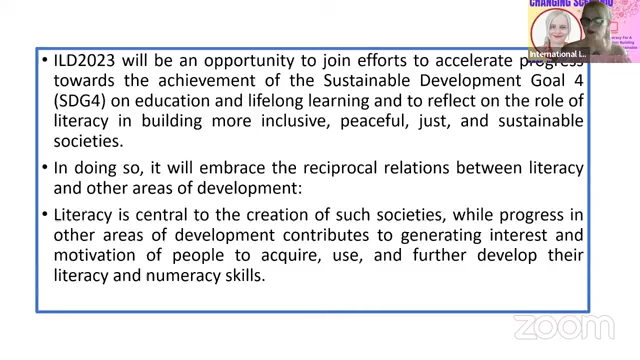 CHANGING
International I...
• ILD2023 will be an opportunity to join efforts to accelerate progress
towards the achievement of the Sustainable Development Goal 4
(SDG4) on education and lifelong learning and to reflect on the role of
literacy in building more inclusive, peaceful, just, and sustainable
societies.
• In doing so, it will embrace the reciprocal relations between literacy
and other areas of development:
• Literacy is central to the creation of such societies, while progress in
other areas of development contributes to generating interest and
motivation of people to acquire, use, and further develop their
literacy and numeracy skills.
zoom